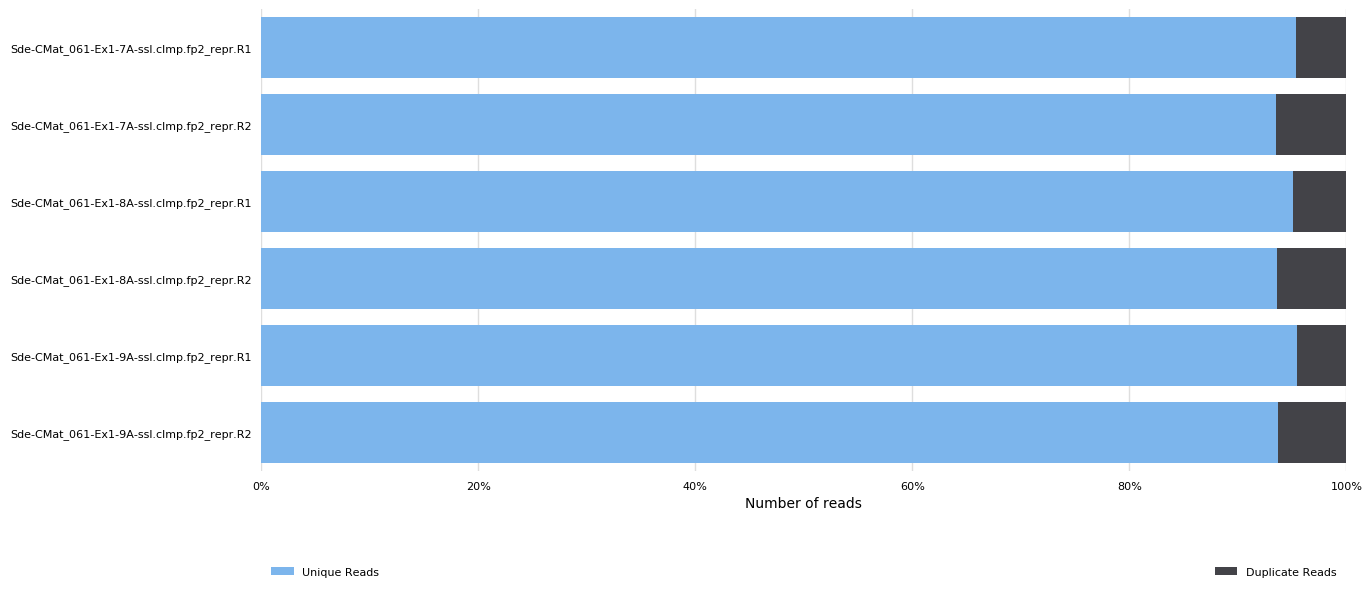 Sde-CMat_061-Ex1-7A-ssl.clmp.fp2_repr.R1
Sde-CMat_061-Ex1-7A-ssl.clmp.fp2_repr.R2
Sde-CMat_061-Ex1-8A-ssl.clmp.fp2_repr.R1
Sde-CMat_061-Ex1-8A-ssl.clmp.fp2_repr.R2
Sde-CMat_061-Ex1-9A-ssl.clmp.fp2_repr.R1
Sde-CMat_061-Ex1-9A-ssl.clmp.fp2_repr.R2
0% 20% 40% 60% 80% 100%
Number of reads
Unique Reads Duplicate Reads